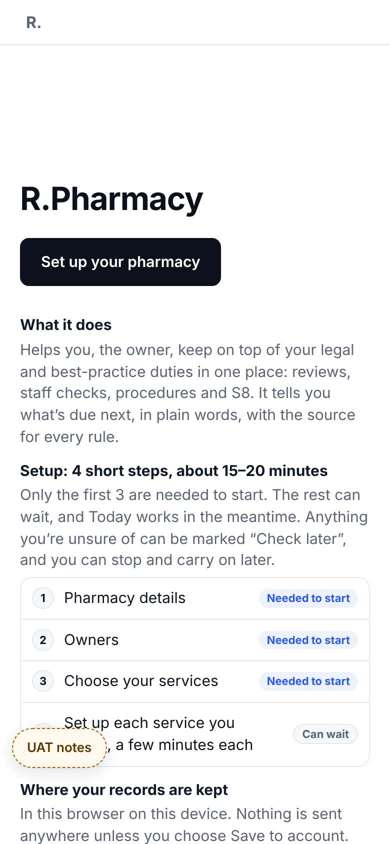 R.
R.Pharmacy
Set up your pharmacy
What it does
Helps you, the owner, keep on top of your legal
and best-practice duties in one place: reviews,
staff checks, procedures and S8. It tells you
what’s due next, in plain words, with the source
for every rule.
Setup: 4 short steps, about 15–20 minutes
Only the first 3 are needed to start. The rest can
wait, and Today works in the meantime. Anything
you’re unsure of can be marked “Check later”,
and you can stop and carry on later.
1 Pharmacy details Needed to start
2 Owners Needed to start
3 Choose your services Needed to start
Set up each service you
, a few minutes each
Can wait
UAT notes
Where your records are kept
In this browser on this device. Nothing is sent
anywhere unless you choose Save to account.